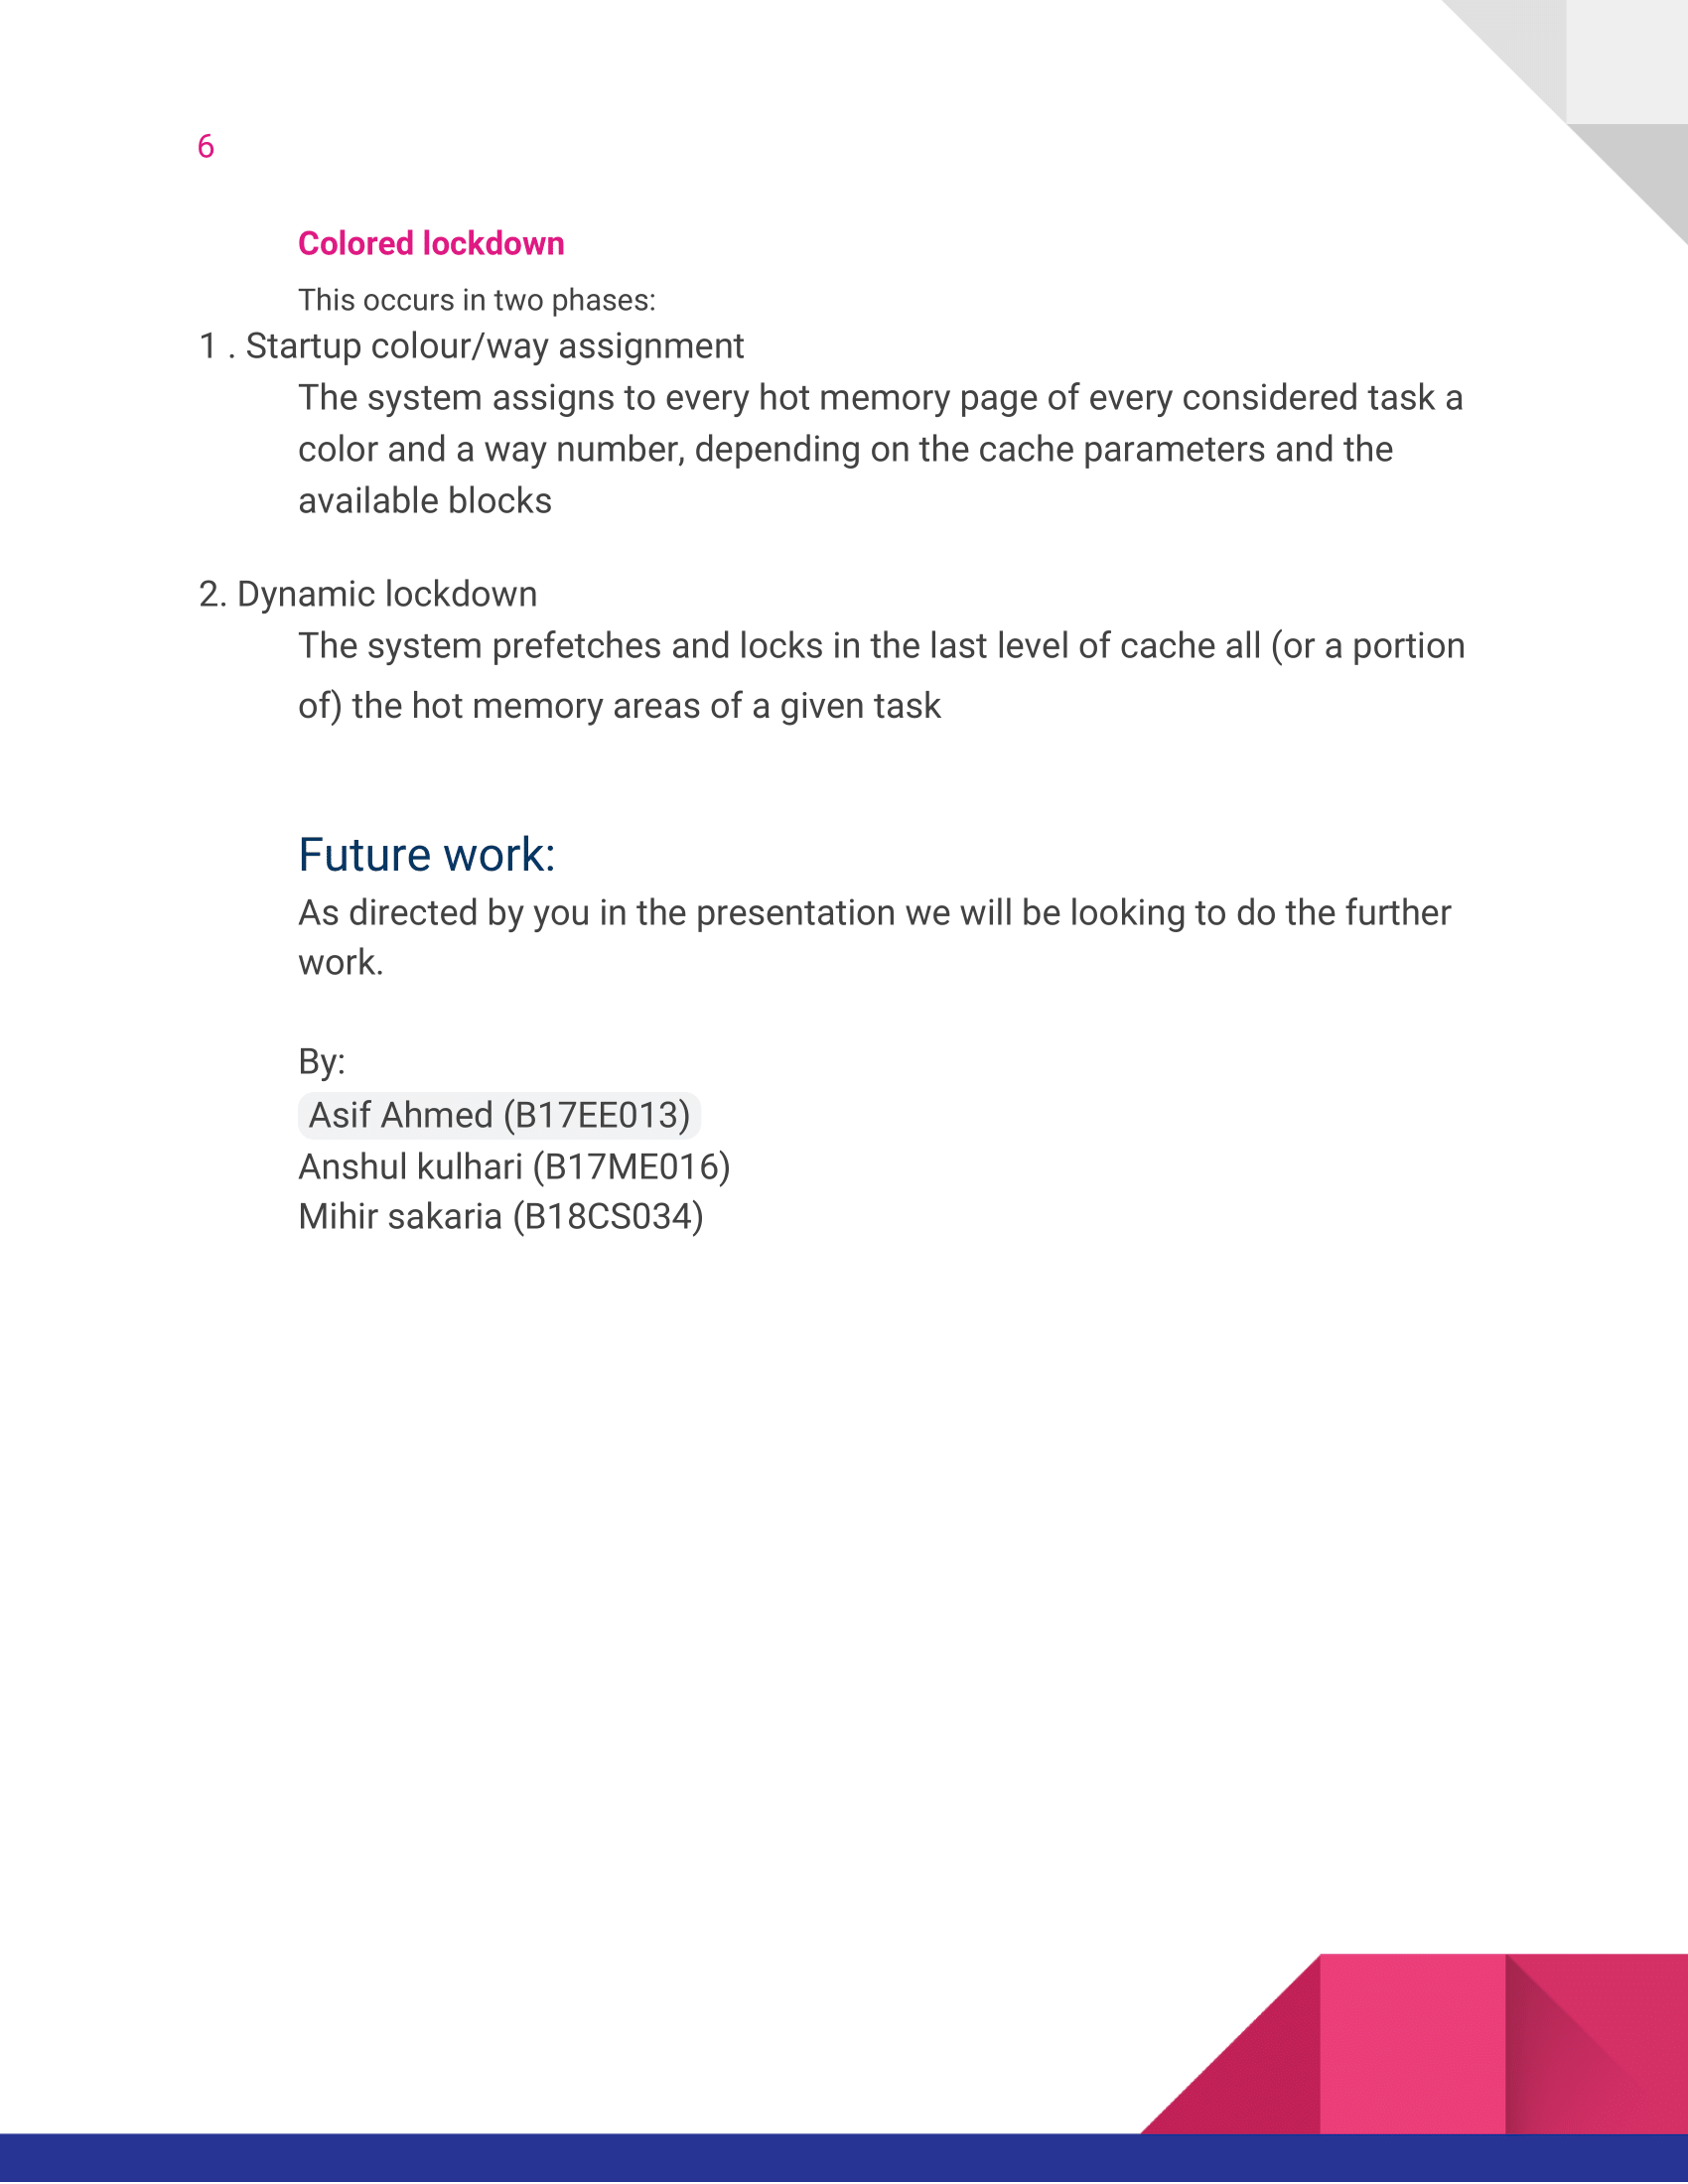 6
Colored lockdown
This occurs in two phases:
1 . Startup colour/way assignment
The system assigns to every hot memory page of every considered task a
color and a way number, depending on the cache parameters and the
available blocks
2. Dynamic lockdown
The system prefetches and locks in the last level of cache all (or a portion
of) the hot memory areas of a given task
Future work:
As directed by you in the presentation we will be looking to do the further
work.
By:
Asif Ahmed (B17EE013)
Anshul kulhari (B17ME016)
Mihir sakaria (B18CS034)